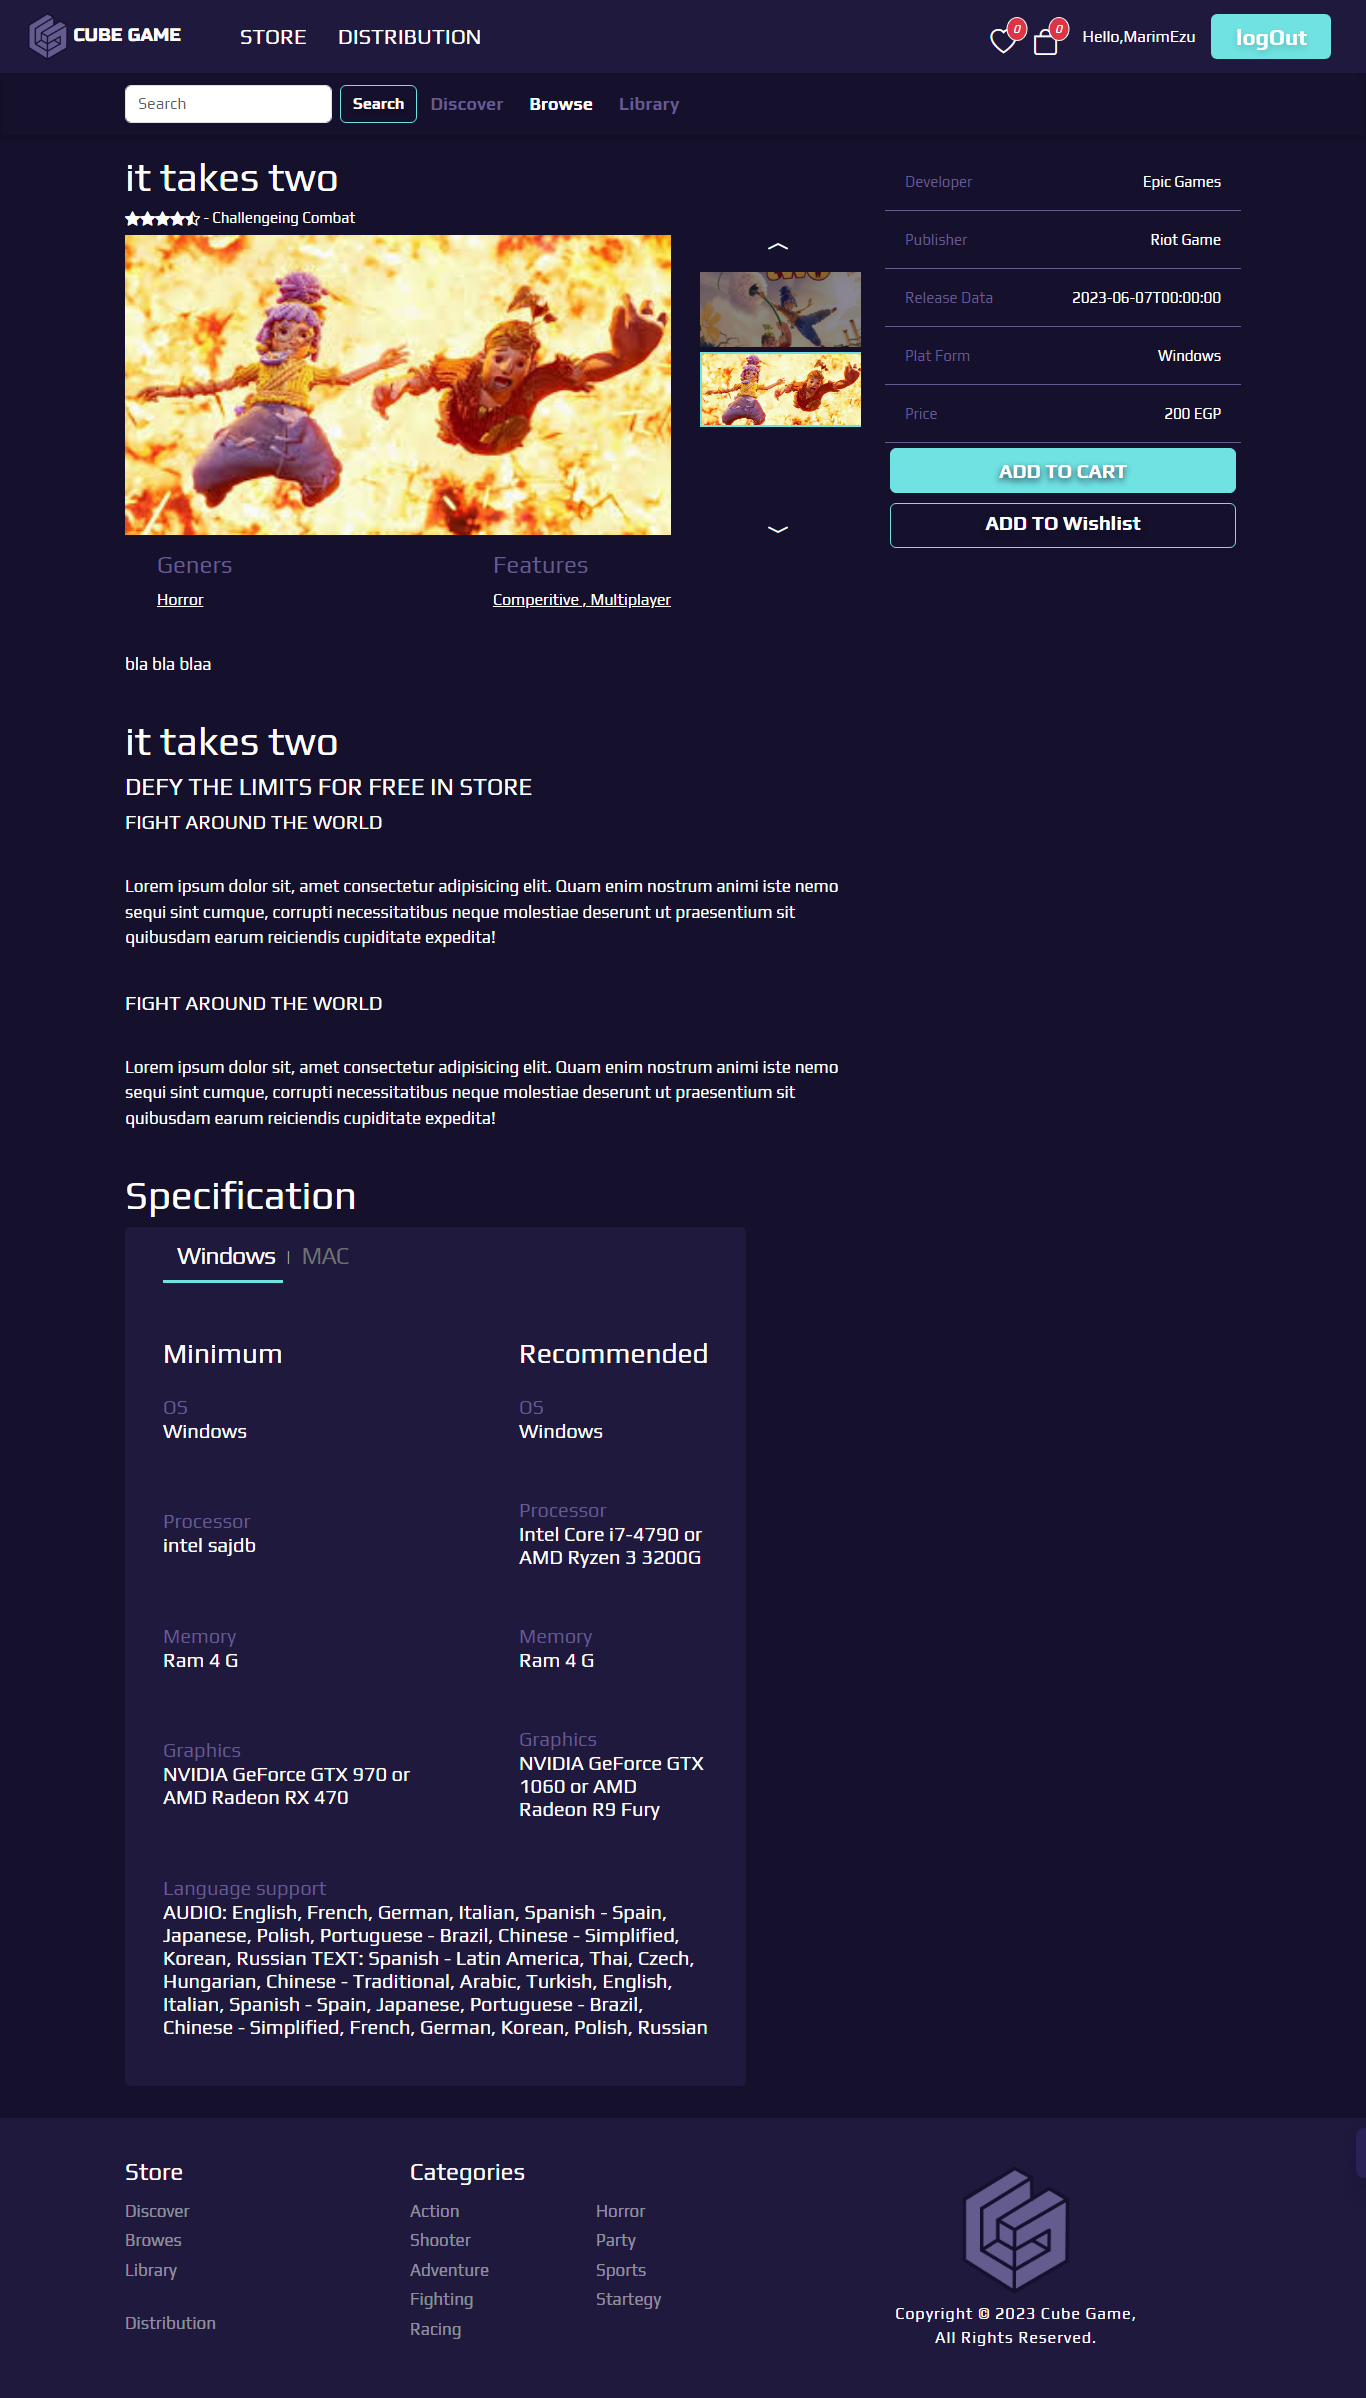 CUBE GAME
STORE
DISTRIBUTION
0
0
Hello,MarimEzu
logOut
Search
Search
Discover
Browse
Library
it takes two
- Challengeing Combat
Developer
Epic Games
Publisher
Riot Game
Release Data
2023-06-07T00:00:00
Plat Form
Windows
Price
200 EGP
ADD TO CART
ADD TO Wishlist
Geners
Horror
Features
Comperitive , Multiplayer
bla bla blaa
it takes two
DEFY THE LIMITS FOR FREE IN STORE
FIGHT AROUND THE WORLD
Lorem ipsum dolor sit, amet consectetur adipisicing elit. Quam enim nostrum animi iste nemo
sequi sint cumque, corrupti necessitatibus neque molestiae deserunt ut praesentium sit
quibusdam earum reiciendis cupiditate expedita!
FIGHT AROUND THE WORLD
Lorem ipsum dolor sit, amet consectetur adipisicing elit. Quam enim nostrum animi iste nemo
sequi sint cumque, corrupti necessitatibus neque molestiae deserunt ut praesentium sit
quibusdam earum reiciendis cupiditate expedita!
Specification
Windows | MAC
Minimum
Recommended
OS
Windows
OS
Windows
Processor
intel sajdb
Processor
Intel Core i7-4790 or
AMD Ryzen 3 3200G
Memory
Ram 4 G
Memory
Ram 4 G
Graphics
NVIDIA GeForce GTX 970 or
AMD Radeon RX 470
Graphics
NVIDIA GeForce GTX
1060 or AMD
Radeon R9 Fury
Language support
AUDIO: English, French, German, Italian, Spanish - Spain,
Japanese, Polish, Portuguese - Brazil, Chinese - Simplified,
Korean, Russian TEXT: Spanish - Latin America, Thai, Czech,
Hungarian, Chinese - Traditional, Arabic, Turkish, English,
Italian, Spanish - Spain, Japanese, Portuguese - Brazil,
Chinese - Simplified, French, German, Korean, Polish, Russian
Store
Discover
Browes
Library
Distribution
Categories
Action
Shooter
Adventure
Fighting
Racing
Horror
Party
Sports
Startegy
Copyright © 2023 Cube Game,
All Rights Reserved.